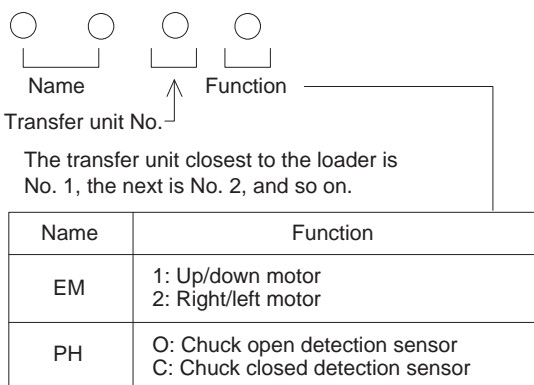 Name
Function
Transfer unit No.
The transfer unit closest to the loader is
No. 1, the next is No. 2, and so on.
Name Function
EM
1: Up/down motor
2: Right/left motor
PH
O: Chuck open detection sensor
C: Chuck closed detection sensor